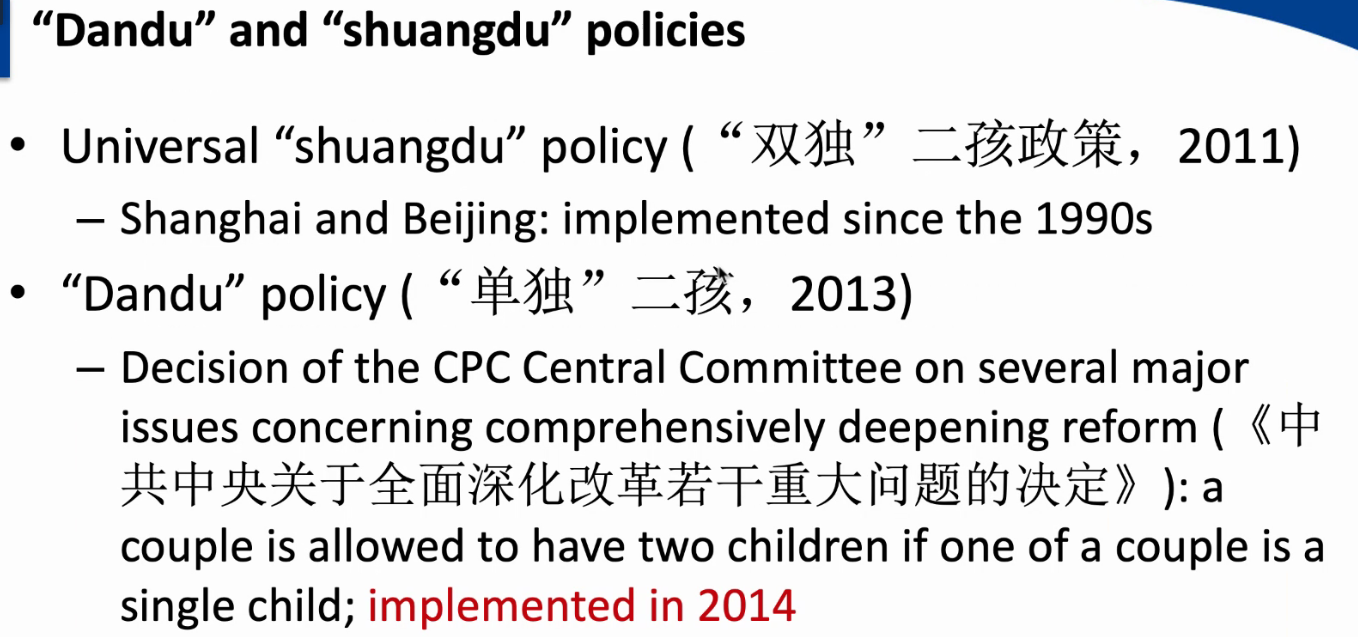 “Dandu” and “shuangdu” policies
• Universal “shuangdu” policy (“双独”二孩政策，2011)
– Shanghai and Beijing: implemented since the 1990s
• “Dandu” policy (“单独”二孩，2013)
– Decision of the CPC Central Committee on several major
issues concerning comprehensively deepening reform (《中
共中央关于全面深化改革若干重大问题的决定》): a
couple is allowed to have two children if one of a couple is a
single child; implemented in 2014